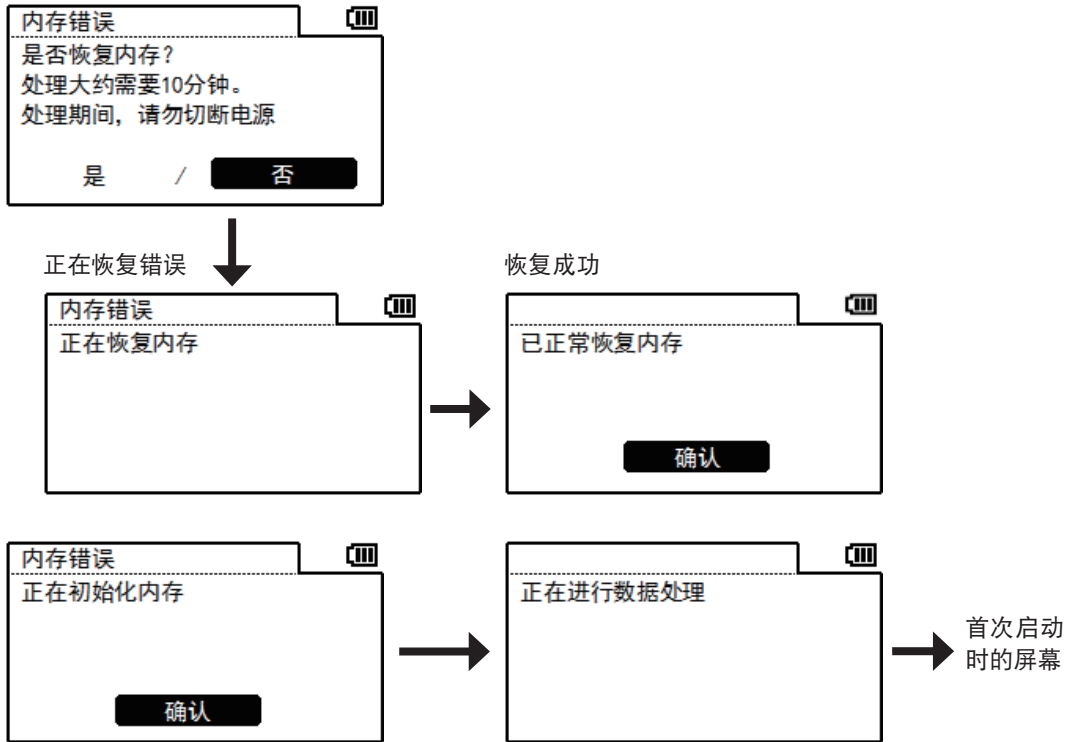 内存错误
是否恢复内存？
处理大约需要10分钟。
处理期间，请勿切断电源
是 / 否
正在恢复错误
内存错误
正在恢复内存
恢复成功
已正常恢复内存
确认
内存错误
正在初始化内存
确认
正在进行数据处理
首次启动
时的屏幕